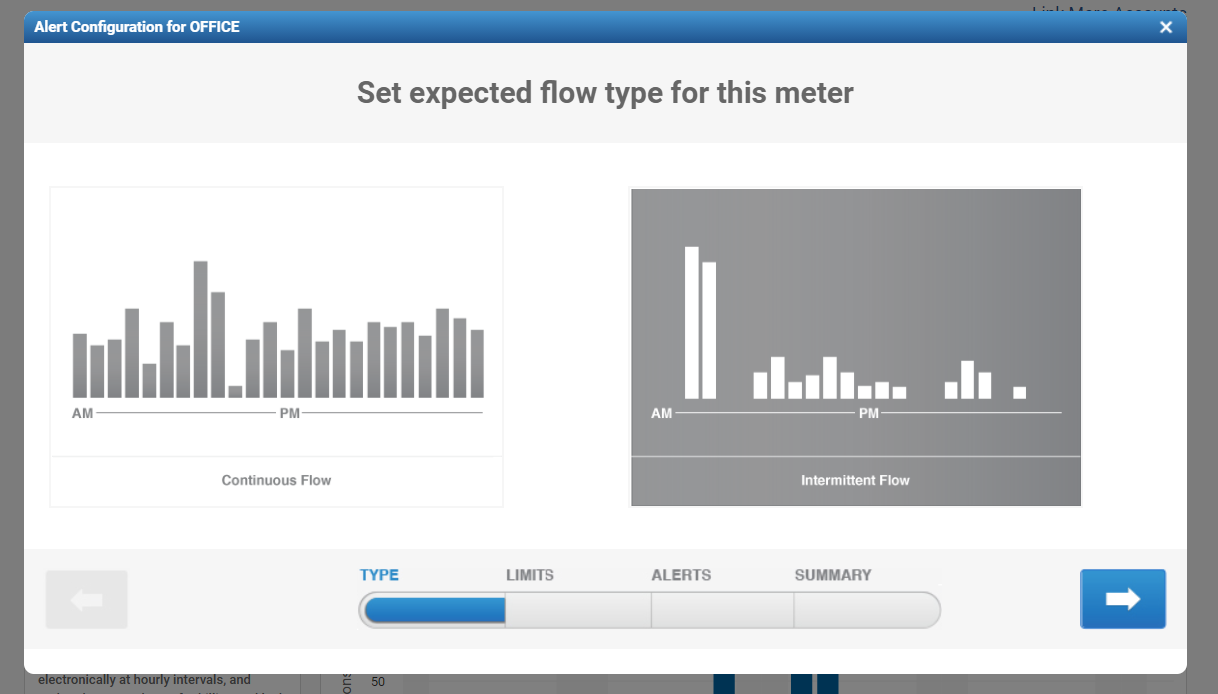 Alert Configuration for OFFICE
Set expected flow type for this meter
AM
PM
Continuous Flow
AM
PM
Intermittent Flow
TYPE
LIMITS
ALERTS
SUMMARY
electronically at hourly intervals, and
50